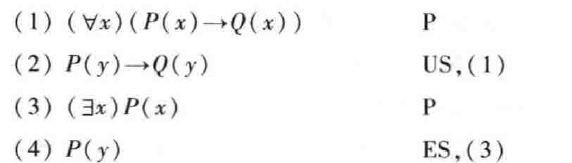 (1) (∀x)(P(x)→Q(x)) P
(2) P(y)→Q(y) US,(1)
(3) (∃x)P(x) P
(4) P(y) ES,(3)